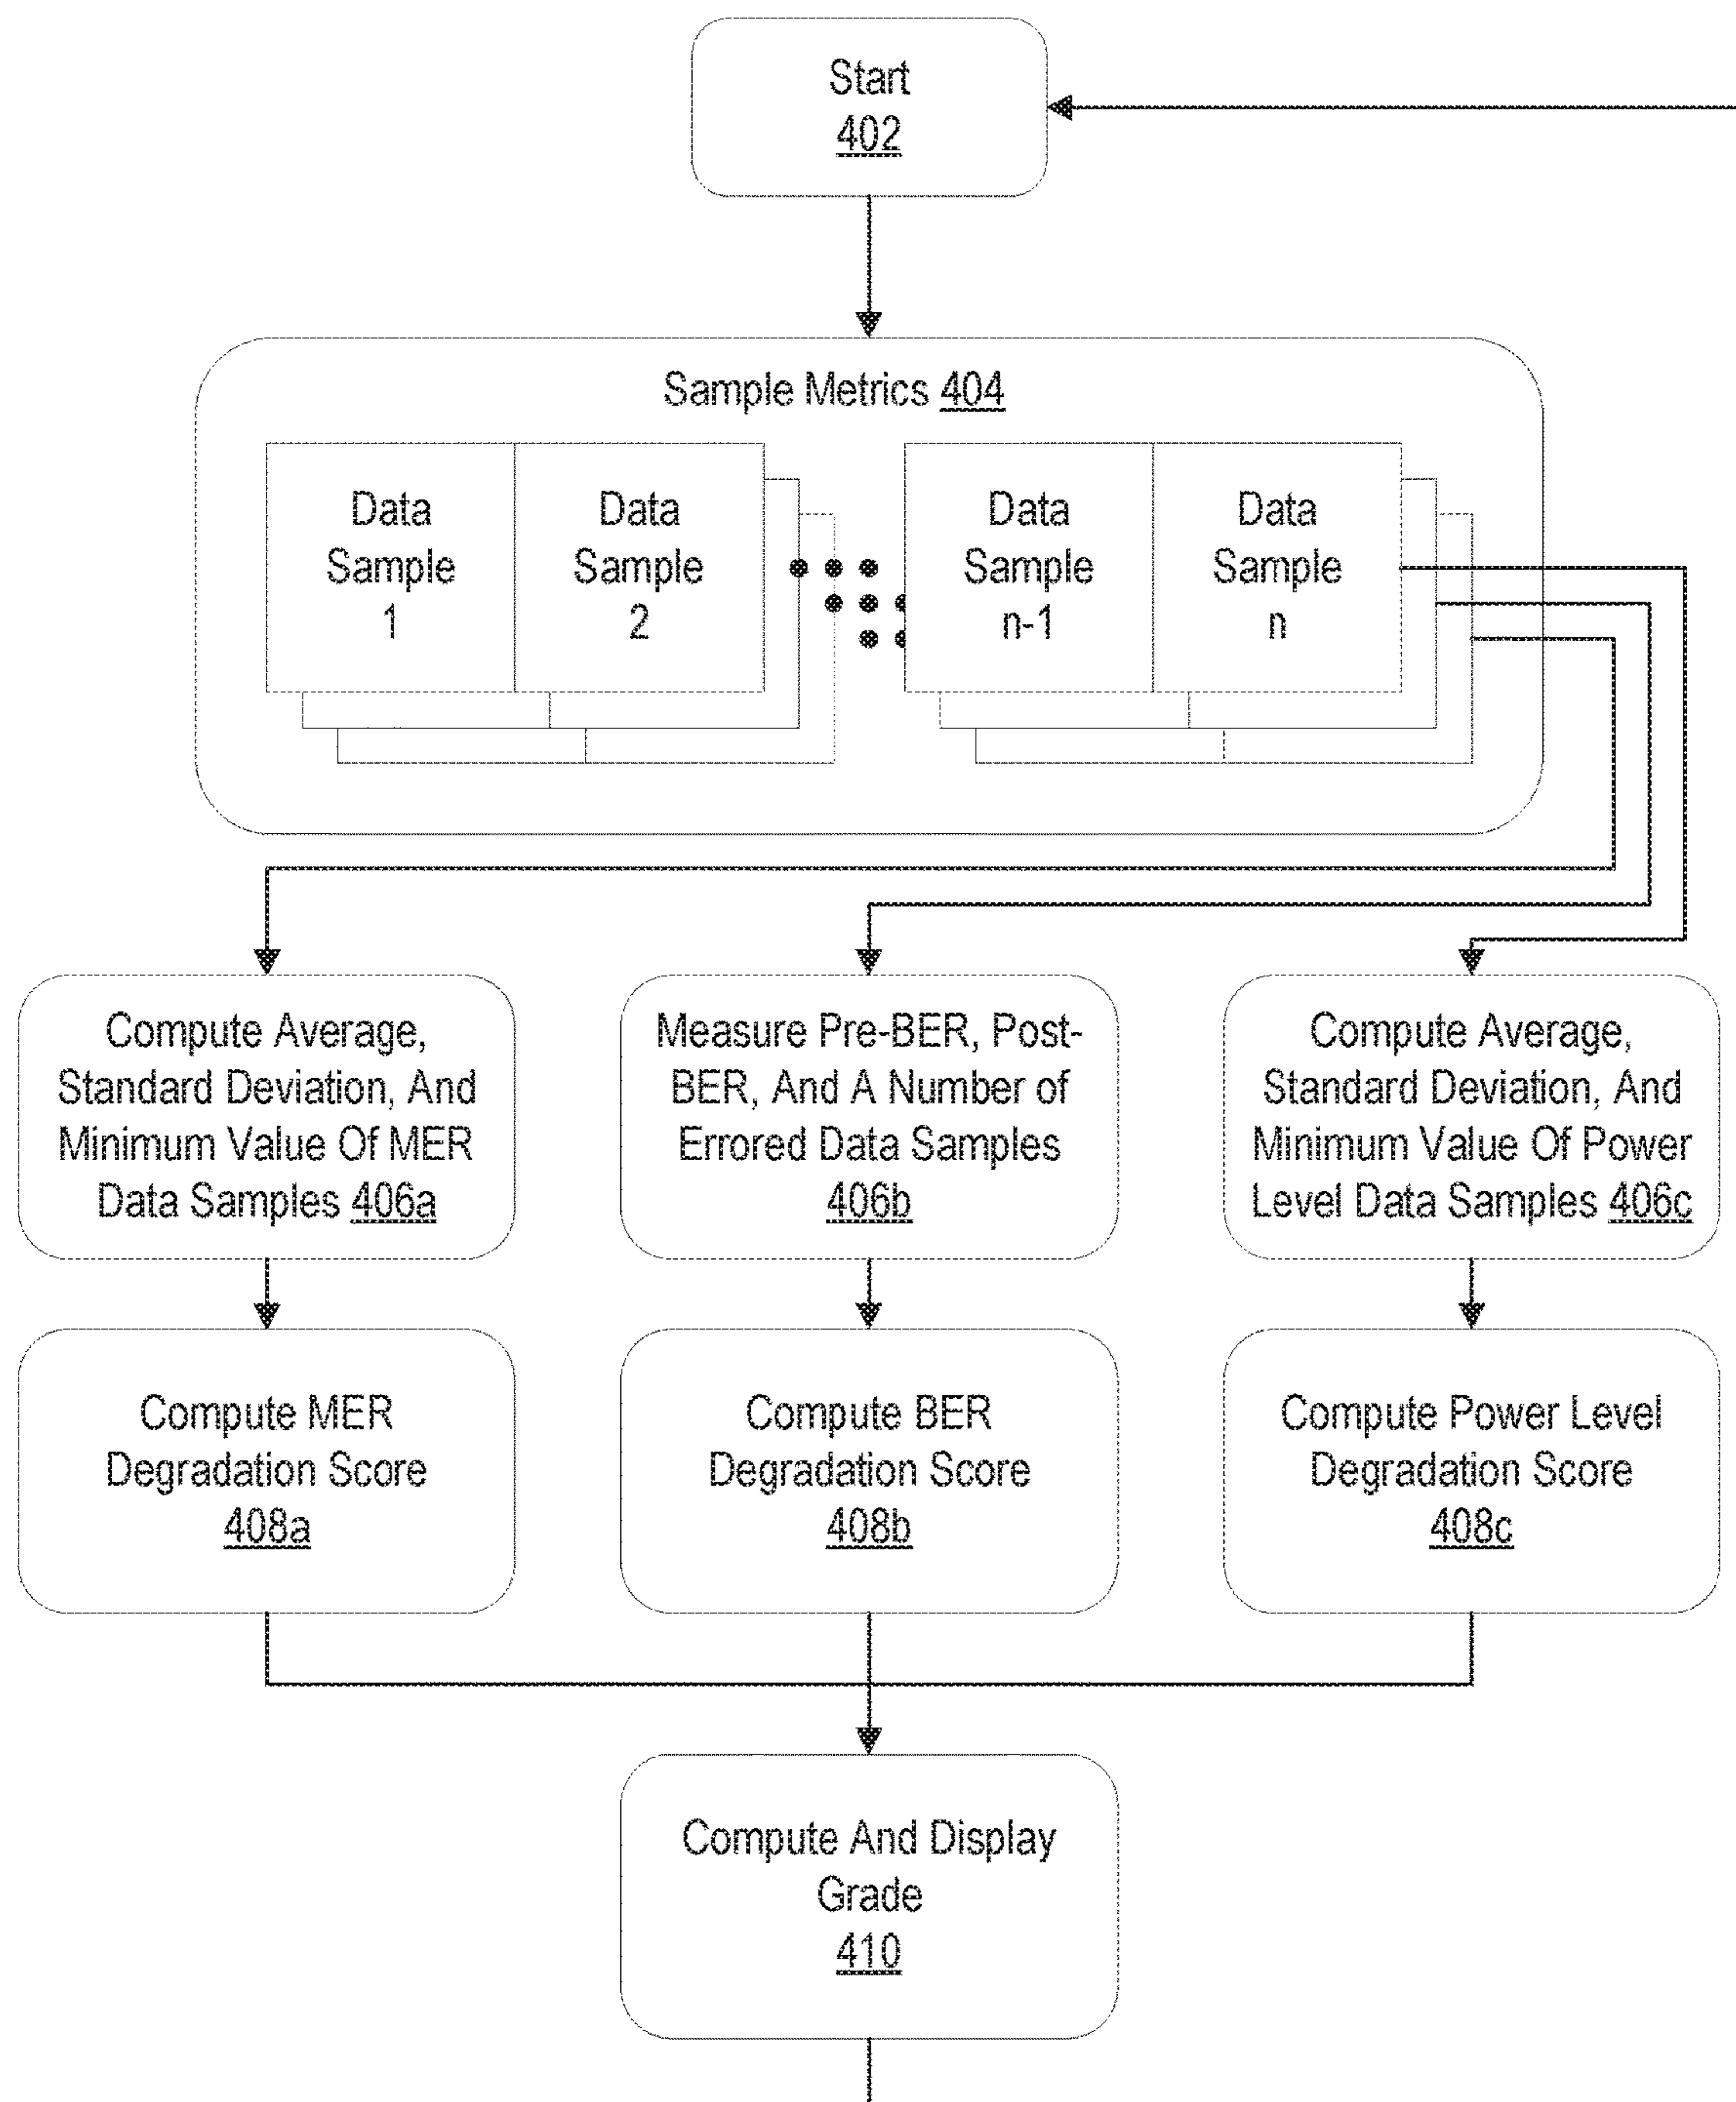 Start
402
Sample Metrics 404
Data
Sample
1
Data
Sample
2
Data
Sample
n-1
Data
Sample
n
Compute Average,
Standard Deviation, And
Minimum Value Of MER
Data Samples 406a
Measure Pre-BER, Post-
BER, And A Number of
Errored Data Samples
406b
Compute Average,
Standard Deviation, And
Minimum Value Of Power
Level Data Samples 406c
Compute MER
Degradation Score
408a
Compute BER
Degradation Score
408b
Compute Power Level
Degradation Score
408c
Compute And Display
Grade
410